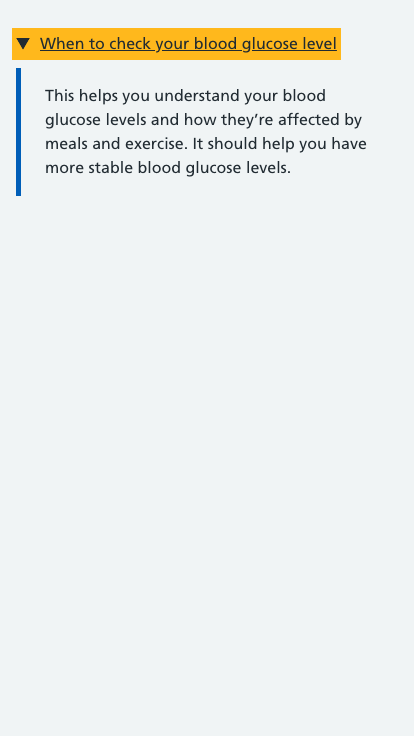 When to check your blood glucose level
This helps you understand your blood
glucose levels and how they’re affected by
meals and exercise. It should help you have
more stable blood glucose levels.